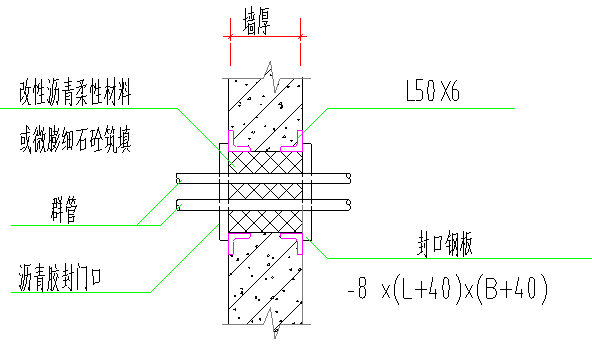 墙厚
改性沥青柔性材料
或微膨细石砼筑填
L50X6
群管
沥青胶封门口
封口钢板
-8 x(L+40)x(B+40)